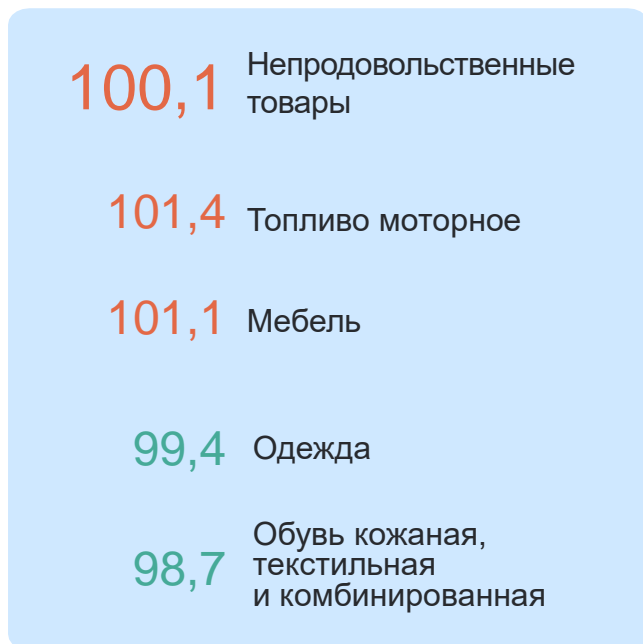 100,1 Непродовольственные
товары
101,4 Топливо моторное
101,1 Мебель
99,4 Одежда
Обувь кожаная,
98,7 текстильная
и комбинированная